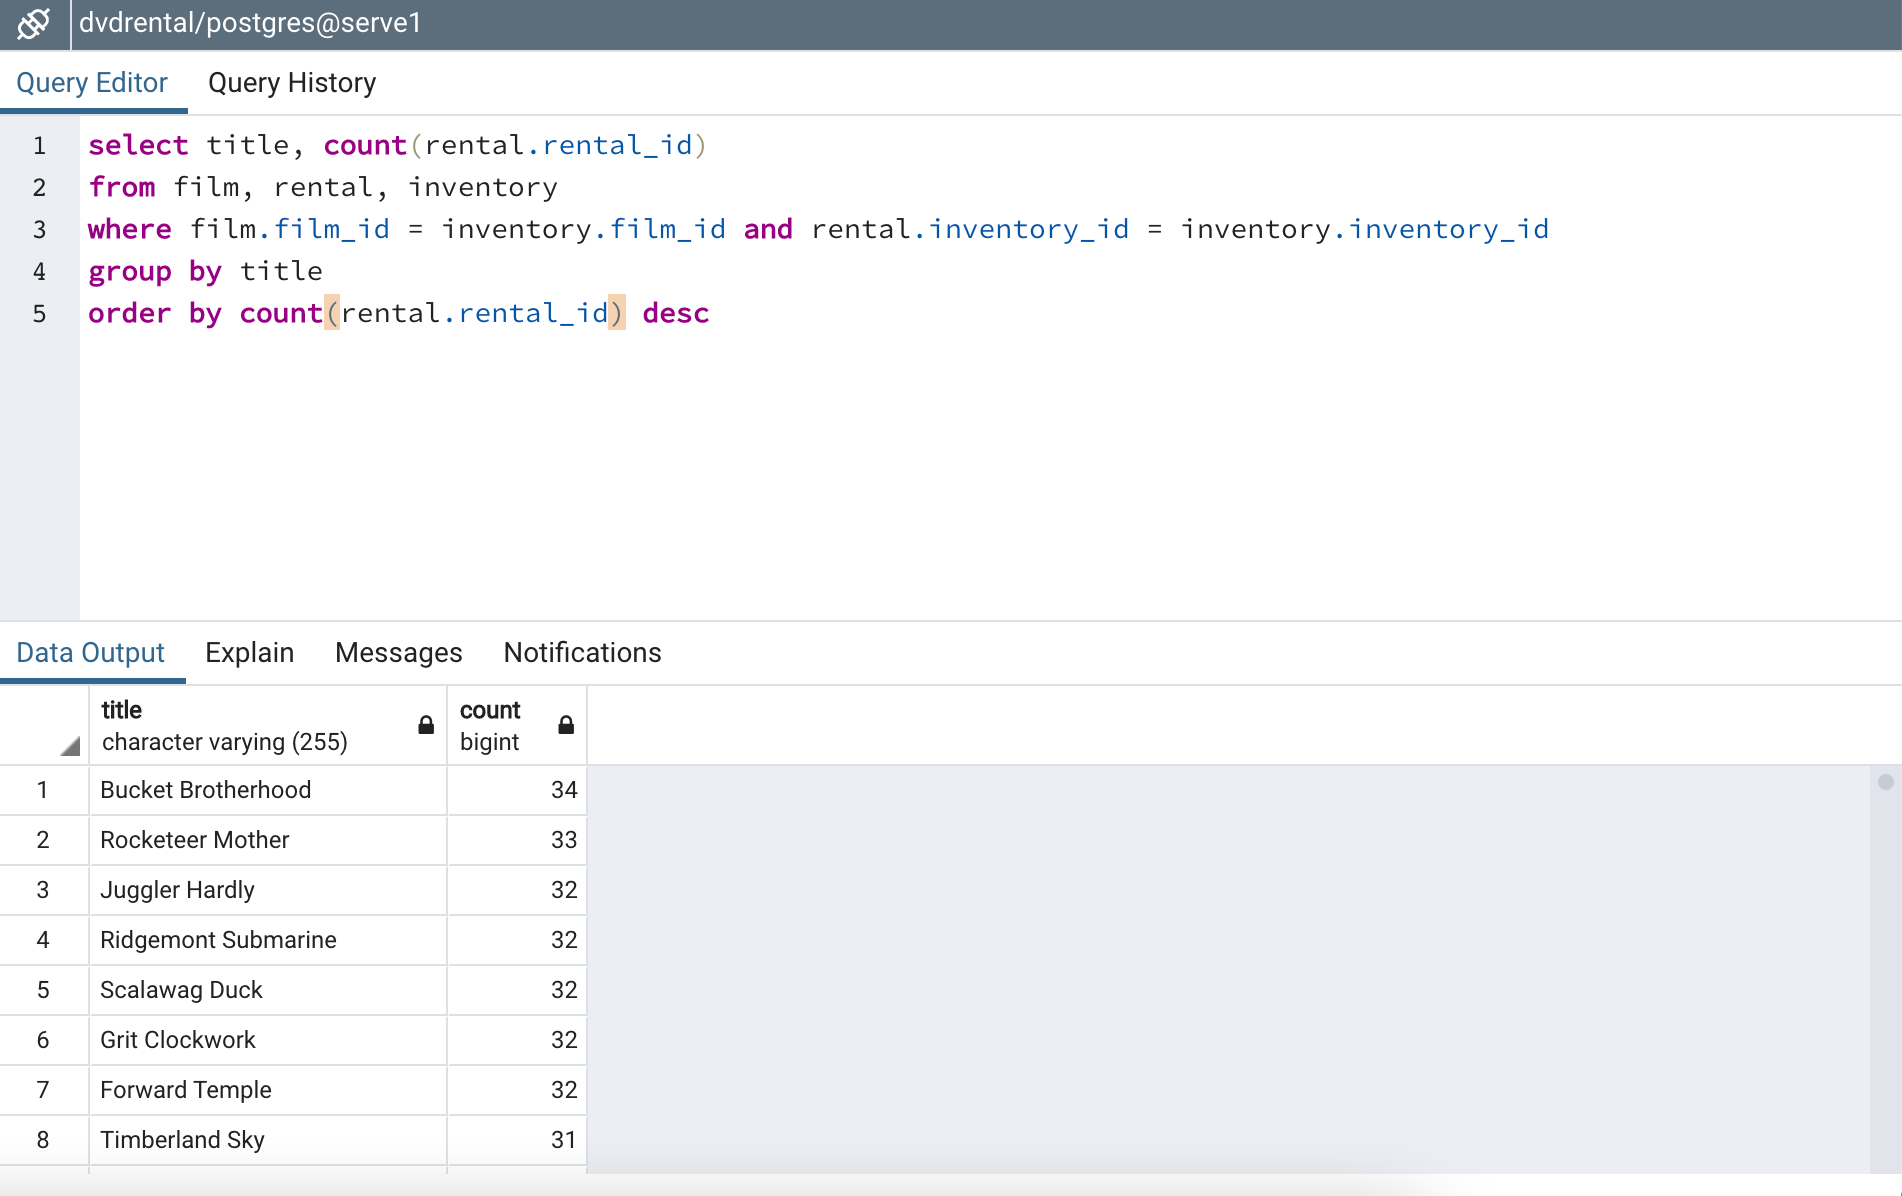 dvdrental/postgres@serve1
Query Editor Query History
1 select title, count(rental.rental_id)
2 from film, rental, inventory
3 where film.film_id = inventory.film_id and rental.inventory_id = inventory.inventory_id
4 group by title
5 order by count(rental.rental_id) desc
Data Output Explain Messages Notifications
title count
character varying (255) bigint
1 Bucket Brotherhood 34
2 Rocketeer Mother 33
3 Juggler Hardly 32
4 Ridgemont Submarine 32
5 Scalawag Duck 32
6 Grit Clockwork 32
7 Forward Temple 32
8 Timberland Sky 31